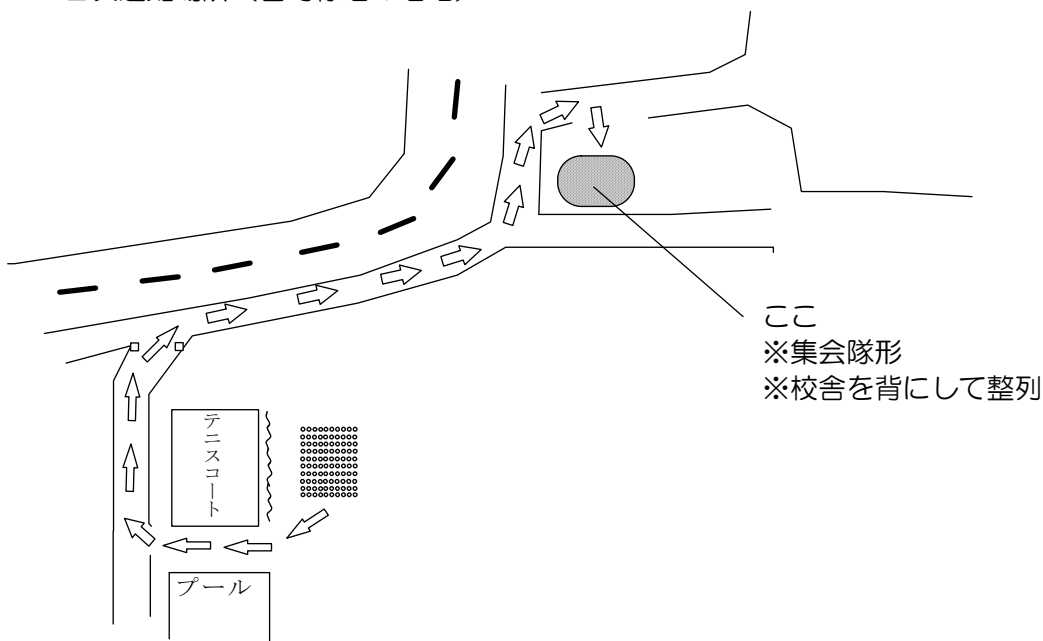 ここ
※集会隊形
※校舎を背にして整列
テニスコート
プール